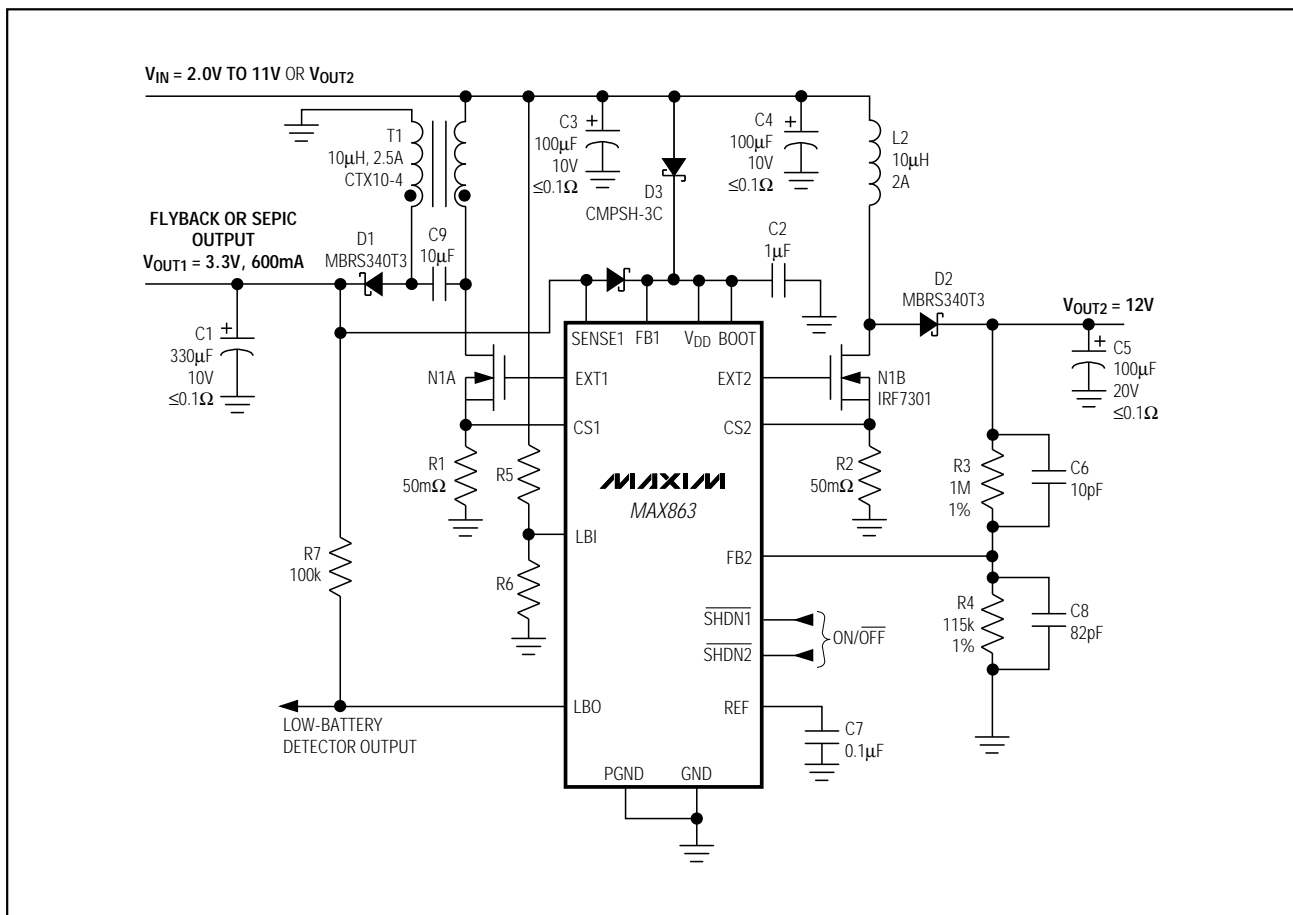 VIN = 2.0V TO 11V OR VOUT2
T1
10μH, 2.5A
CTX10-4
C3
100μF
10V
≤0.1Ω
+
D3
CMPSH-3C
C4
100μF
10V
≤0.1Ω
+
L2
10μH
2A
FLYBACK OR SEPIC
OUTPUT
VOUT1 = 3.3V, 600mA
D1
MBRS340T3
C9
10μF
C2
1μF
D2
MBRS340T3
VOUT2 = 12V
C1
330μF
10V
≤0.1Ω
+
SENSE1
FB1
VDD
BOOT
C5
100μF
20V
≤0.1Ω
+
N1A
EXT1
EXT2
N1B
IRF7301
CS1
CS2
R1
50mΩ
R5
MAXIM
MAX863
R2
50mΩ
R3
1M
1%
C6
10pF
R7
100k
LBI
FB2
R6
R4
115k
1%
C8
82pF
SHDN1
SHDN2
ON/OFF
LBO
REF
LOW-BATTERY
DETECTOR OUTPUT
C7
0.1μF
PGND
GND